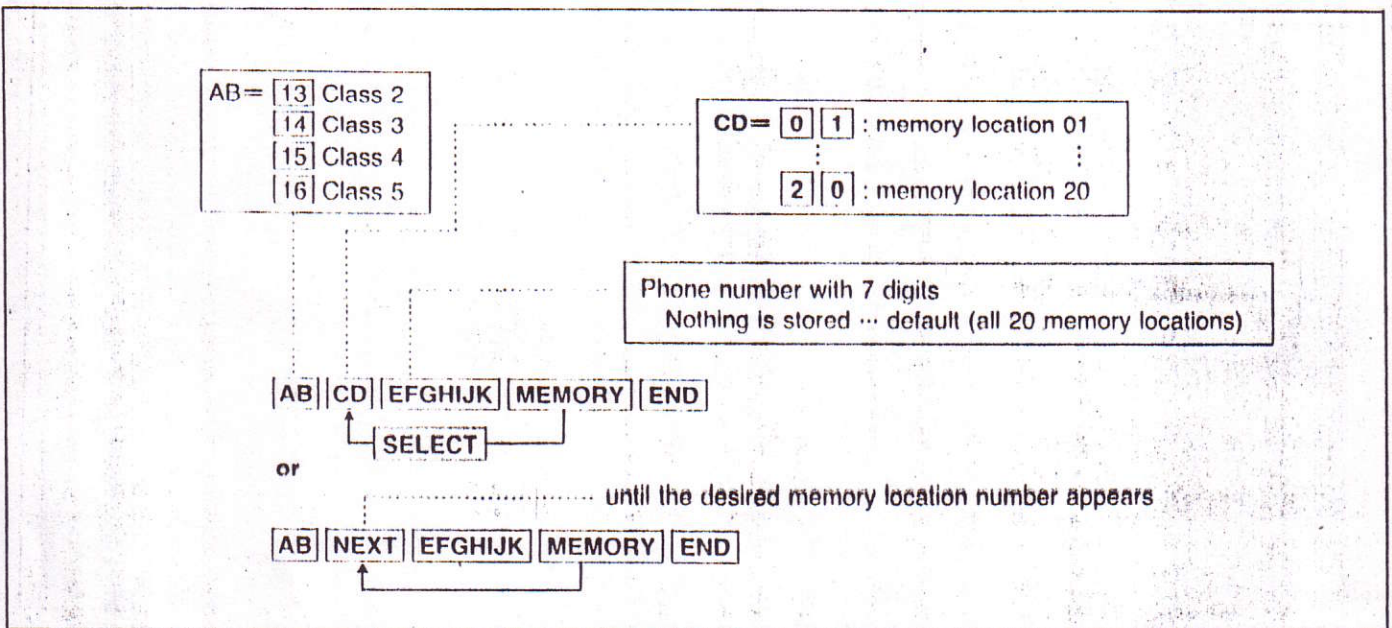 AB= 13 Class 2
14 Class 3
15 Class 4
16 Class 5
CD= 0 1 : memory location 01
⋮ ⋮
2 0 : memory location 20
Phone number with 7 digits
Nothing is stored ··· default (all 20 memory locations)
AB CD EFGHIJK MEMORY END
SELECT
or
until the desired memory location number appears
AB NEXT EFGHIJK MEMORY END